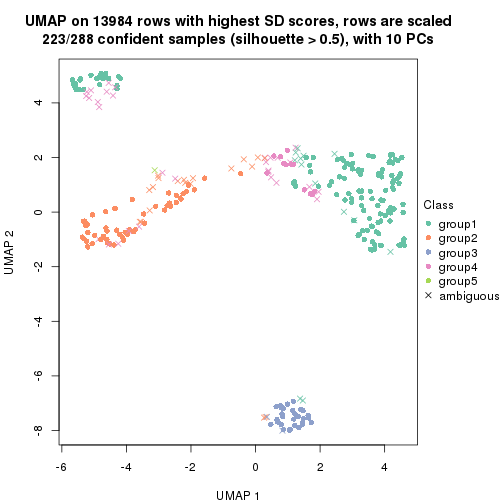 UMAP on 13984 rows with highest SD scores, rows are scaled
223/288 confident samples (silhouette > 0.5), with 10 PCs
4
2
0
-2
-4
-6
-8
UMAP 2
-6
-4
-2
0
2
4
UMAP 1
Class
group1
group2
group3
group4
group5
ambiguous